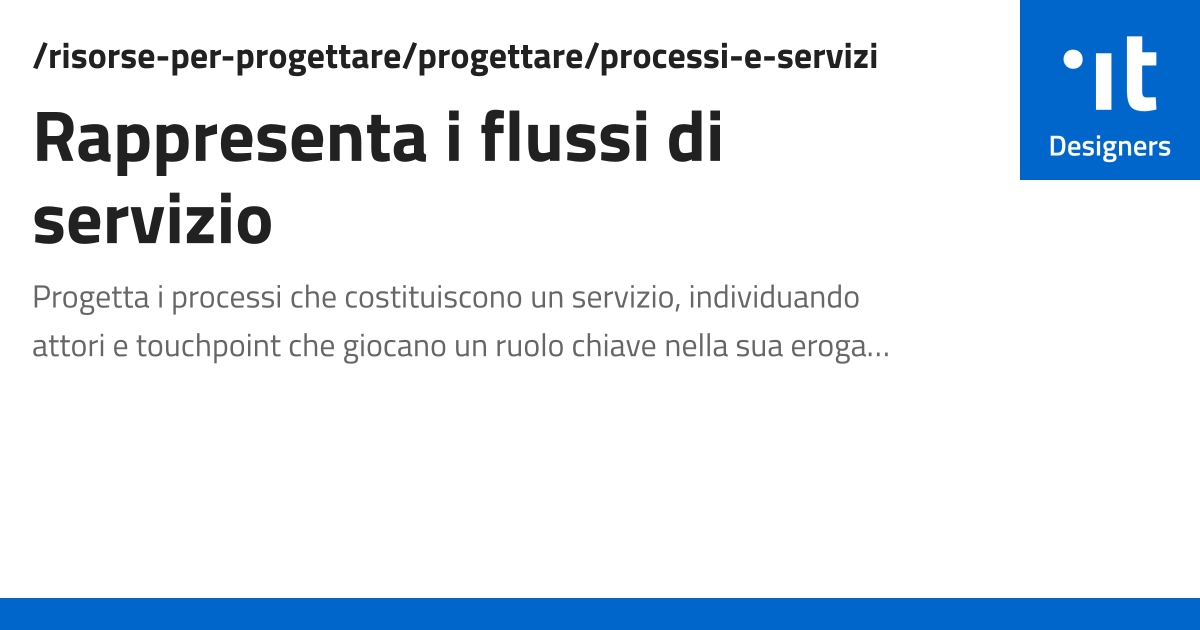 /risorse-per-progettare/progettare/processi-e-servizi
Rappresenta i flussi di
servizio
Progetta i processi che costituiscono un servizio, individuando
attori e touchpoint che giocano un ruolo chiave nella sua eroga…
it
Designers